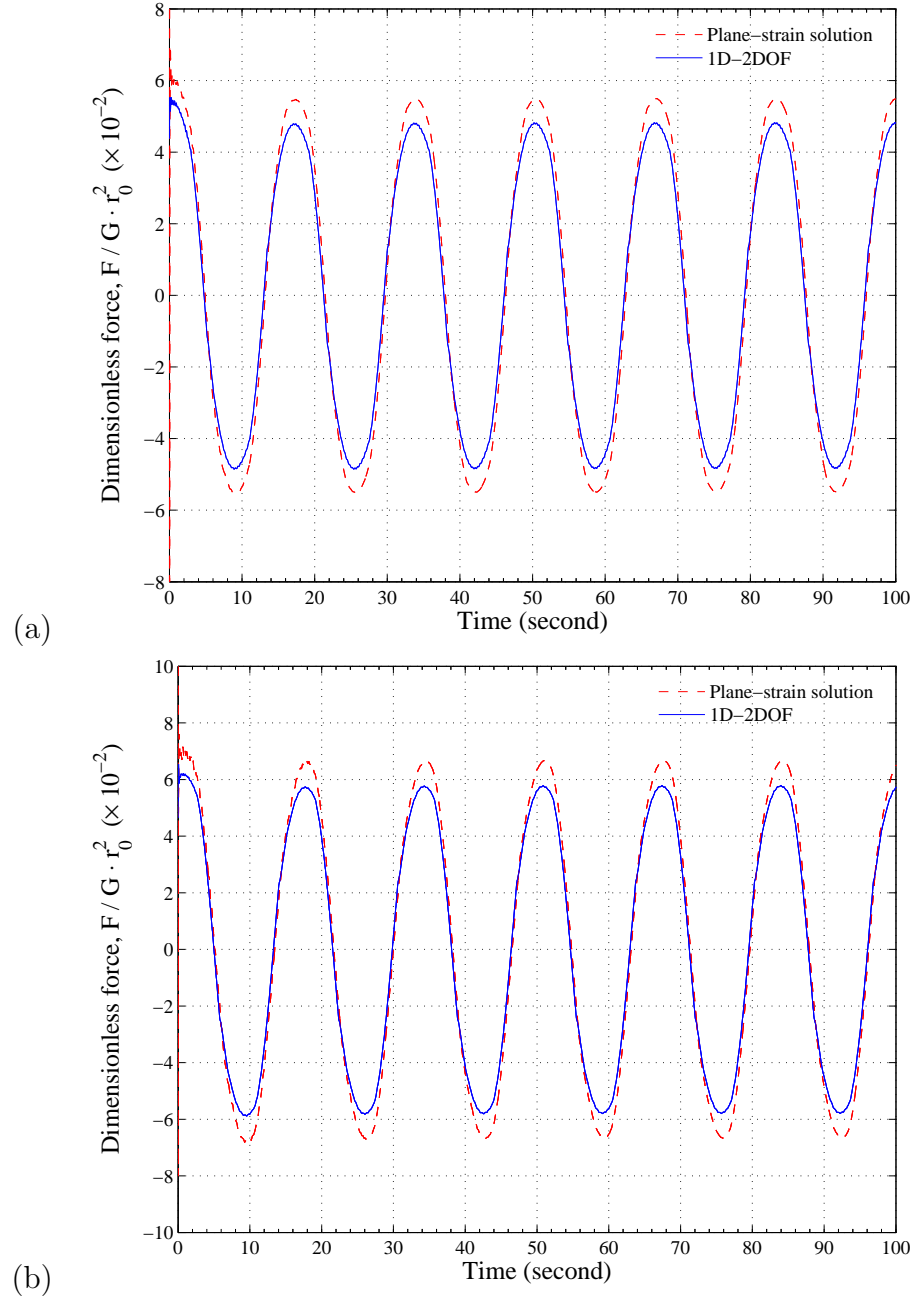 Plane−strain solution
1D−2DOF
Dimensionless force, F / G · r₀² (× 10⁻²)
8
6
4
2
0
−2
−4
−6
−8
0 10 20 30 40 50 60 70 80 90 100
Time (second)
(a)
Plane−strain solution
1D−2DOF
Dimensionless force, F / G · r₀² (× 10⁻²)
10
8
6
4
2
0
−2
−4
−6
−8
−10
0 10 20 30 40 50 60 70 80 90 100
Time (second)
(b)